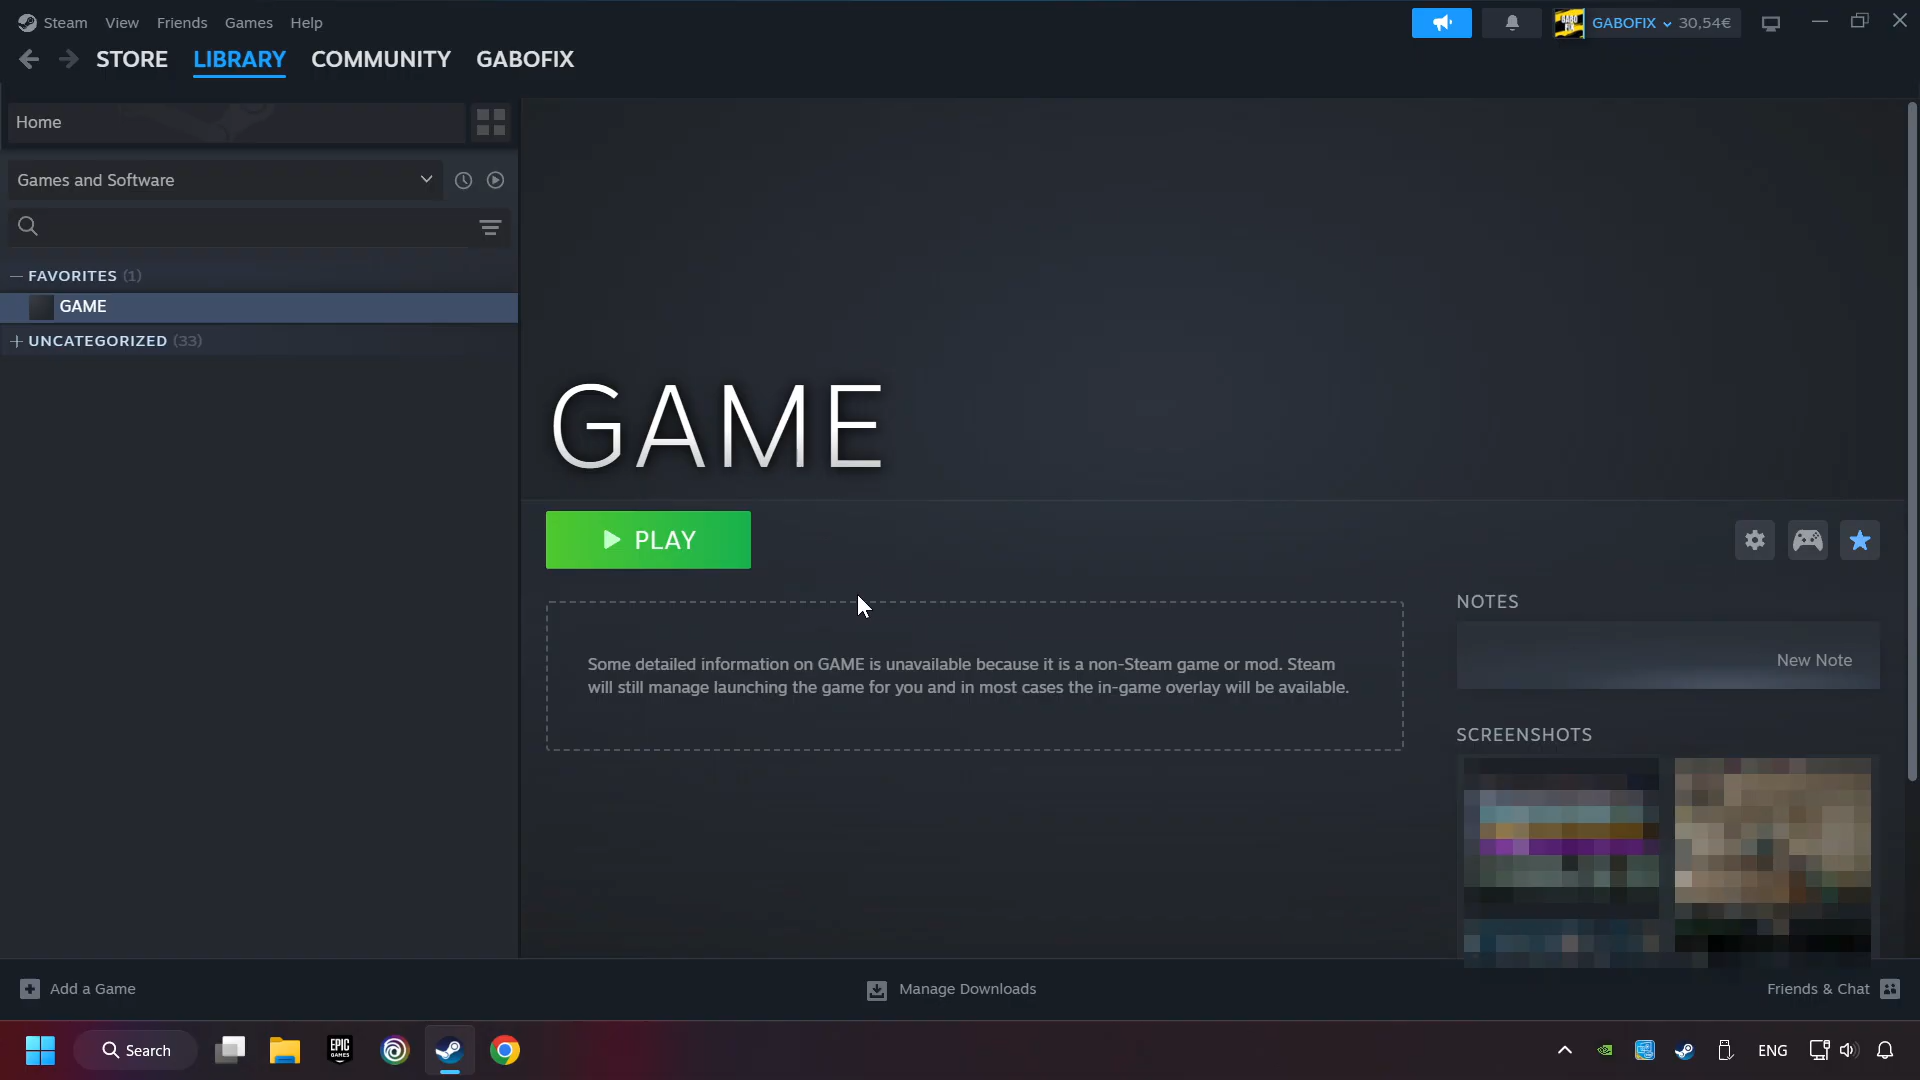 Steam View Friends Games Help
GABOFIX 30,54€
STORE LIBRARY COMMUNITY GABOFIX
Home
Games and Software
FAVORITES (1)
GAME
UNCATEGORIZED (33)
GAME
PLAY
Some detailed information on GAME is unavailable because it is a non-Steam game or mod. Steam
will still manage launching the game for you and in most cases the in-game overlay will be available.
NOTES
New Note
SCREENSHOTS
Add a Game
Manage Downloads
Friends & Chat
Search
EPIC
GAMES
ENG